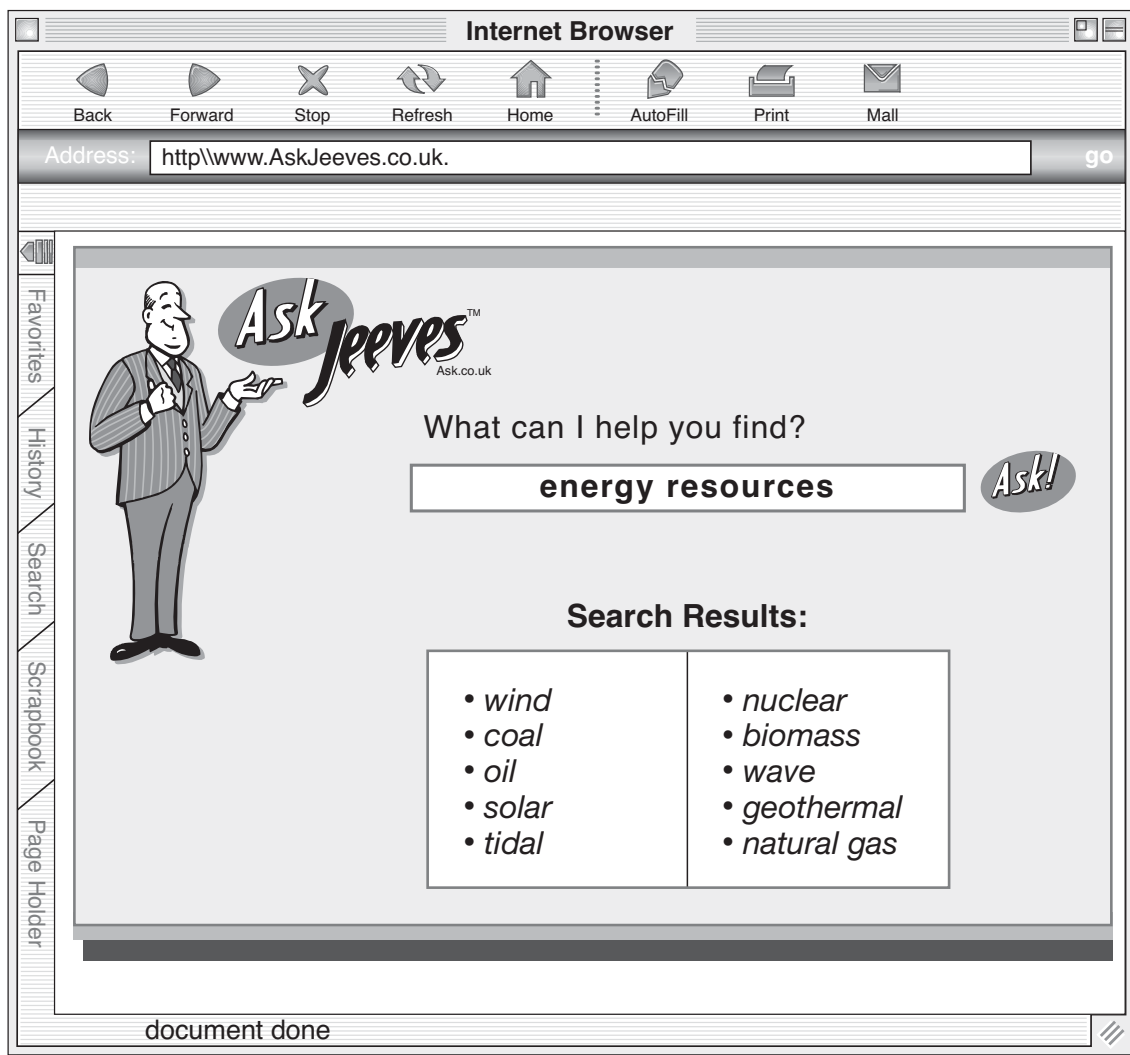 Internet Browser
Back Forward Stop Refresh Home AutoFill Print Mall
Address: http\\www.AskJeeves.co.uk. go
Favorites
History
Search
Scrapbook
Page Holder
Ask Jeeves™
Ask.co.uk
What can I help you find?
energy resources Ask!
Search Results:
• wind
• coal
• oil
• solar
• tidal
• nuclear
• biomass
• wave
• geothermal
• natural gas
document done